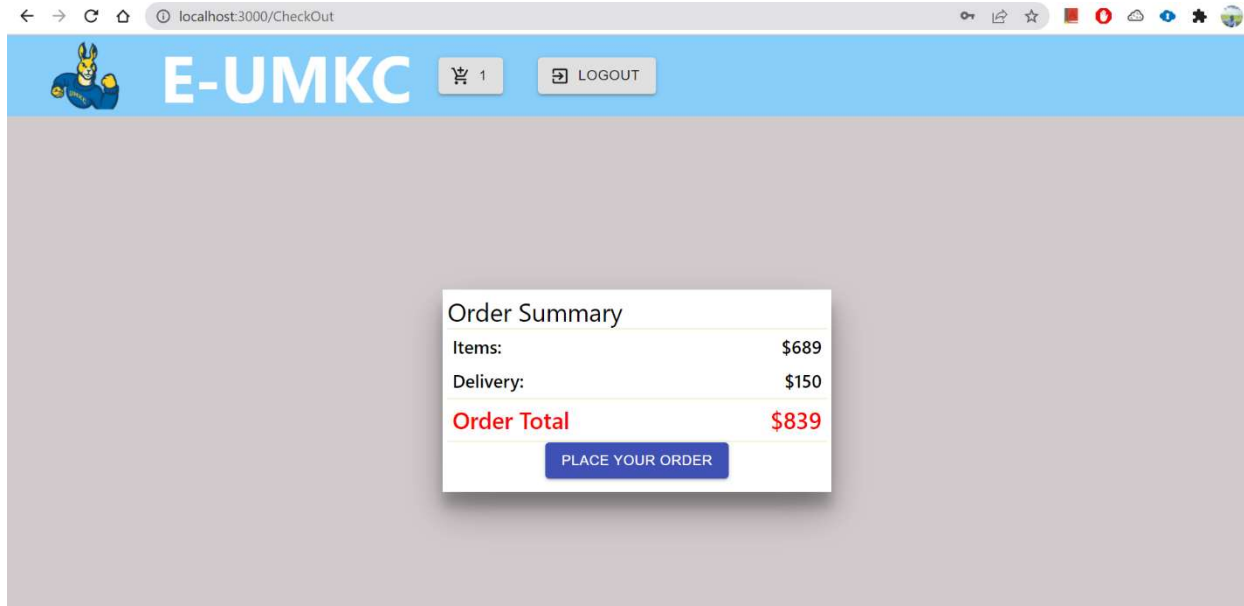 localhost:3000/CheckOut
E-UMKC 1 LOGOUT
Order Summary
Items: $689
Delivery: $150
Order Total $839
PLACE YOUR ORDER